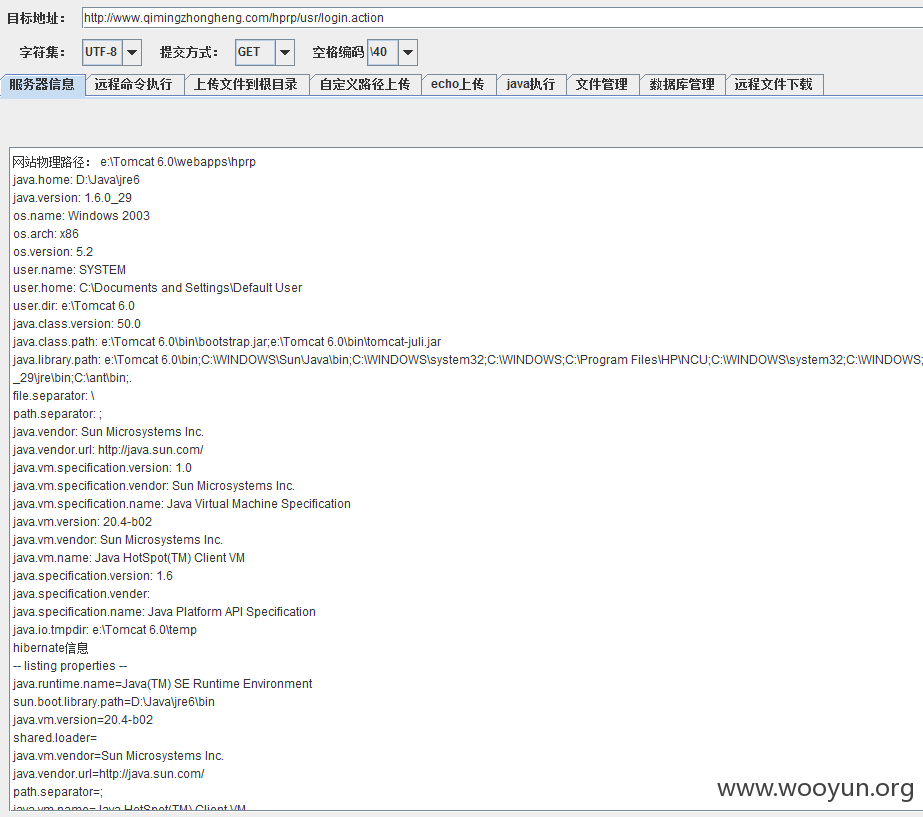 目标地址： http://www.qimingzhongheng.com/hprp/usr/login.action
字符集： UTF-8 提交方式： GET 空格编码 \40
服务器信息 远程命令执行 上传文件到根目录 自定义路径上传 echo上传 java执行 文件管理 数据库管理 远程文件下载
网站物理路径： e:\Tomcat 6.0\webapps\hprp
java.home: D:\Java\jre6
java.version: 1.6.0_29
os.name: Windows 2003
os.arch: x86
os.version: 5.2
user.name: SYSTEM
user.home: C:\Documents and Settings\Default User
user.dir: e:\Tomcat 6.0
java.class.version: 50.0
java.class.path: e:\Tomcat 6.0\bin\bootstrap.jar;e:\Tomcat 6.0\bin\tomcat-juli.jar
java.library.path: e:\Tomcat 6.0\bin;C:\WINDOWS\Sun\Java\bin;C:\WINDOWS\system32;C:\WINDOWS;C:\Program Files\HP\NCU;C:\WINDOWS\system32;C:\WINDOWS;
_29\jre\bin;C:\ant\bin;.
file.separator: \
path.separator: ;
java.vendor: Sun Microsystems Inc.
java.vendor.url: http://java.sun.com/
java.vm.specification.version: 1.0
java.vm.specification.vendor: Sun Microsystems Inc.
java.vm.specification.name: Java Virtual Machine Specification
java.vm.version: 20.4-b02
java.vm.vendor: Sun Microsystems Inc.
java.vm.name: Java HotSpot(TM) Client VM
java.specification.version: 1.6
java.specification.vender:
java.specification.name: Java Platform API Specification
java.io.tmpdir: e:\Tomcat 6.0\temp
hibernate信息
-- listing properties --
java.runtime.name=Java(TM) SE Runtime Environment
sun.boot.library.path=D:\Java\jre6\bin
java.vm.version=20.4-b02
shared.loader=
java.vm.vendor=Sun Microsystems Inc.
java.vendor.url=http://java.sun.com/
path.separator=;
java.vm.name=Java HotSpot(TM) Client VM
www.wooyun.org